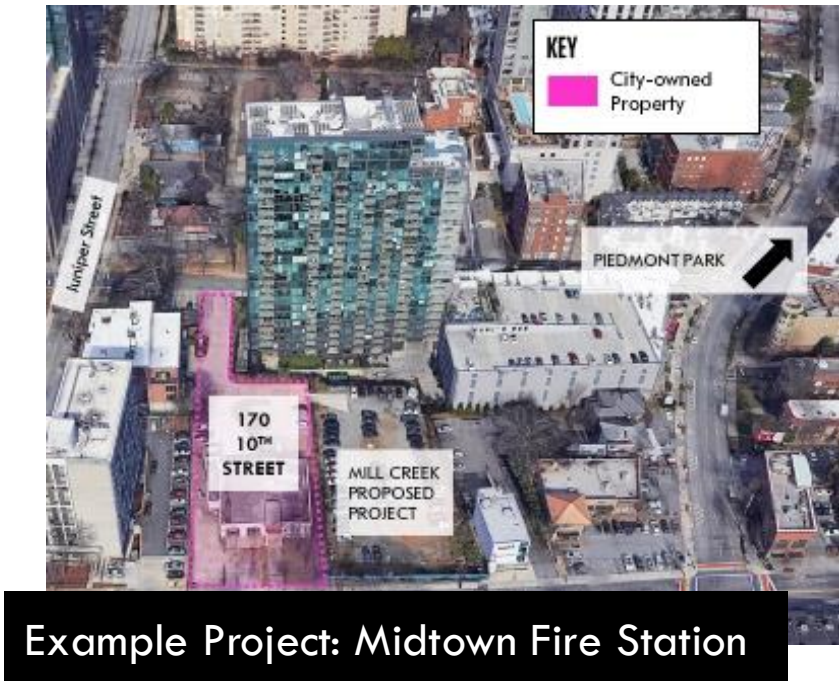 KEY
City-owned
Property
Juniper Street
PIEDMONT PARK
170
10TH
STREET
MILL CREEK
PROPOSED
PROJECT
Example Project: Midtown Fire Station